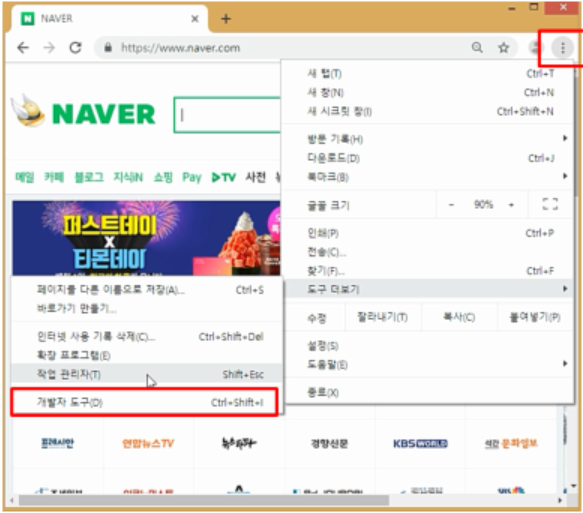 NAVER
https://www.naver.com
새 탭(T) Ctrl+T
새 창(N) Ctrl+N
새 시크릿 창(I) Ctrl+Shift+N
NAVER
방문 기록(H)
다운로드(D) Ctrl+J
북마크(B)
메일 카페 블로그 지식iN 쇼핑 Pay TV 사전
글꼴 크기 - 90% +
퍼스트데이
X
티몬데이
인쇄(P) Ctrl+P
전송(C)...
찾기(F)... Ctrl+F
도구 더보기
페이지를 다른 이름으로 저장(A)... Ctrl+S
바로가기 만들기...
수정 잘라내기(T) 복사(C) 붙여넣기(P)
인터넷 사용 기록 삭제(C)... Ctrl+Shift+Del
확장 프로그램(E)
작업 관리자(T) Shift+Esc
설정(S)
도움말(E)
개발자 도구(D) Ctrl+Shift+I
종료(X)
프레시안 연합뉴스TV 뉴스타파 경향신문 KBS WORLD 문화일보
SBS